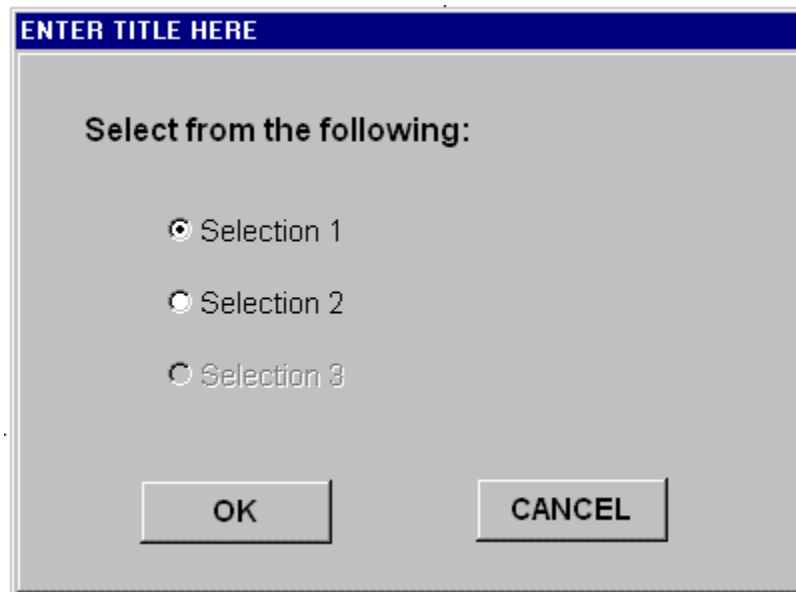 ENTER TITLE HERE
Select from the following:
Selection 1
Selection 2
Selection 3
OK CANCEL